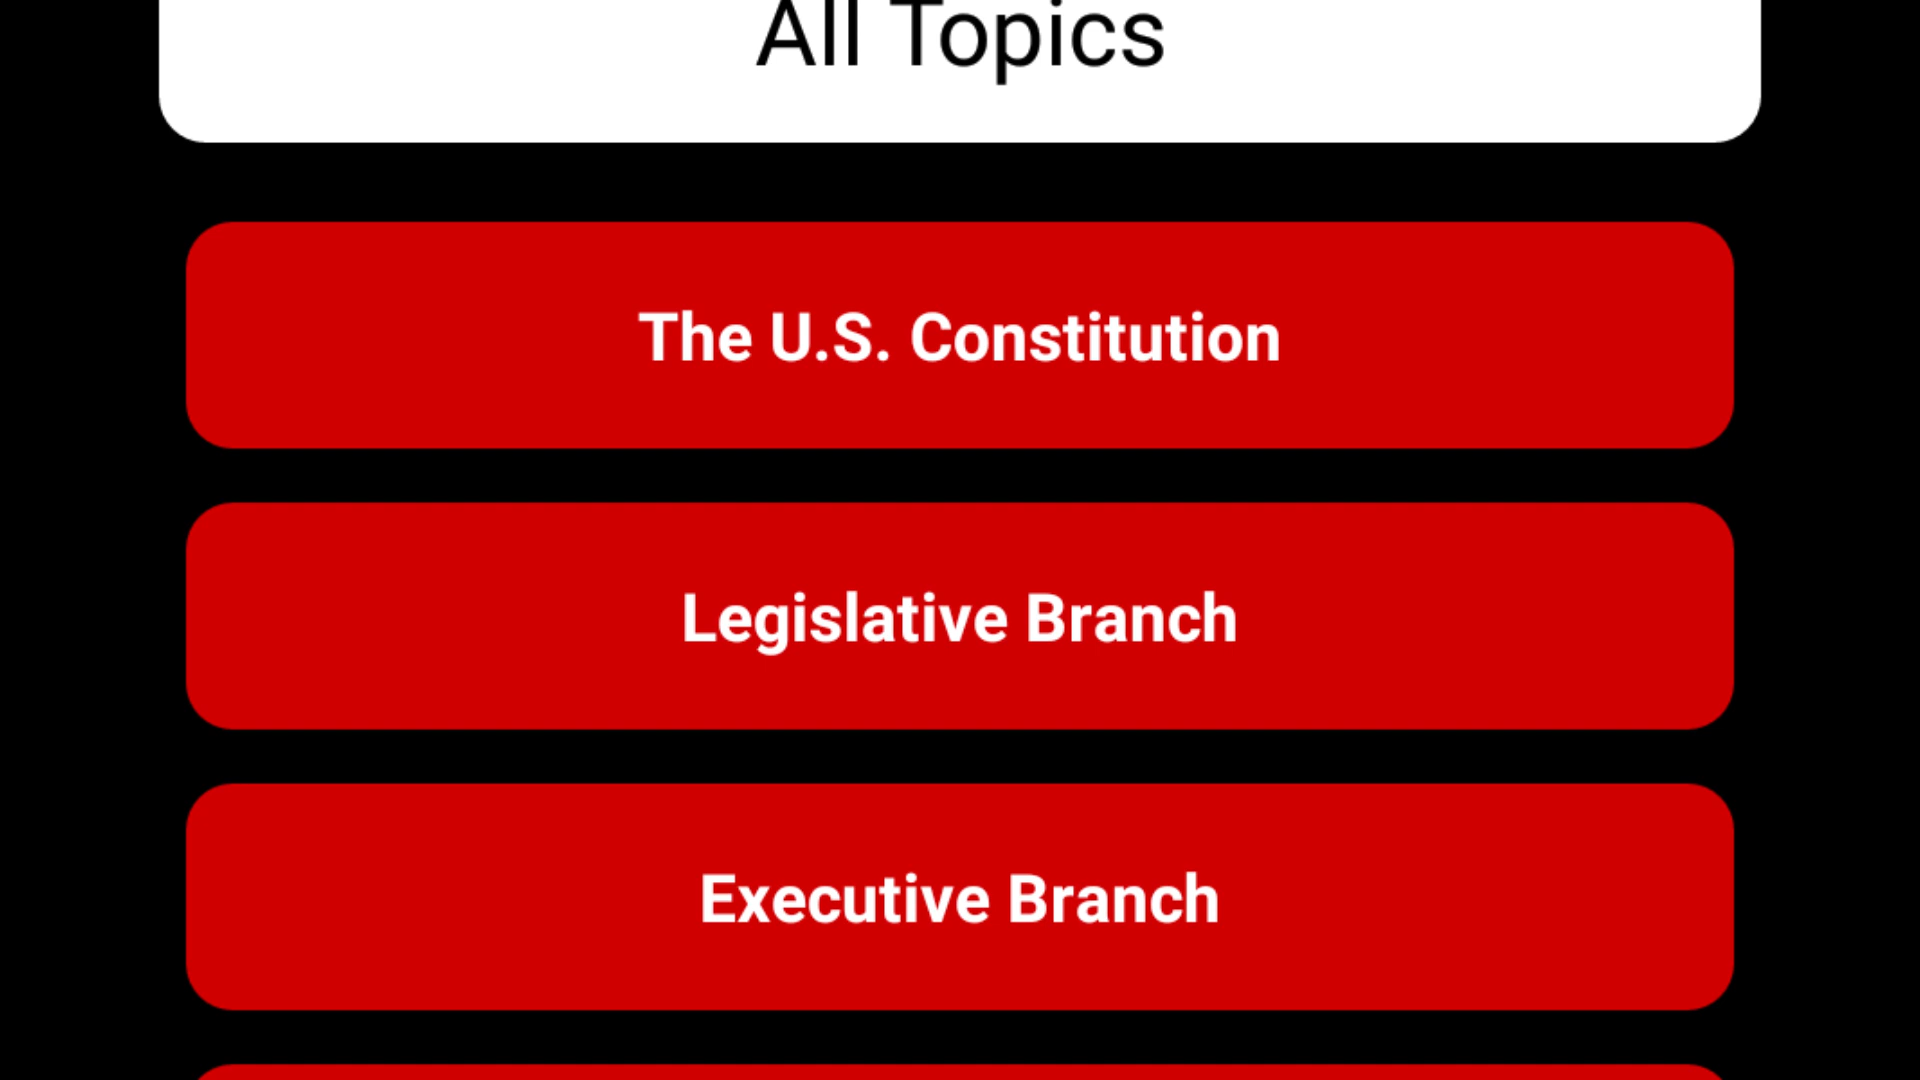 All Topics
The U.S. Constitution
Legislative Branch
Executive Branch